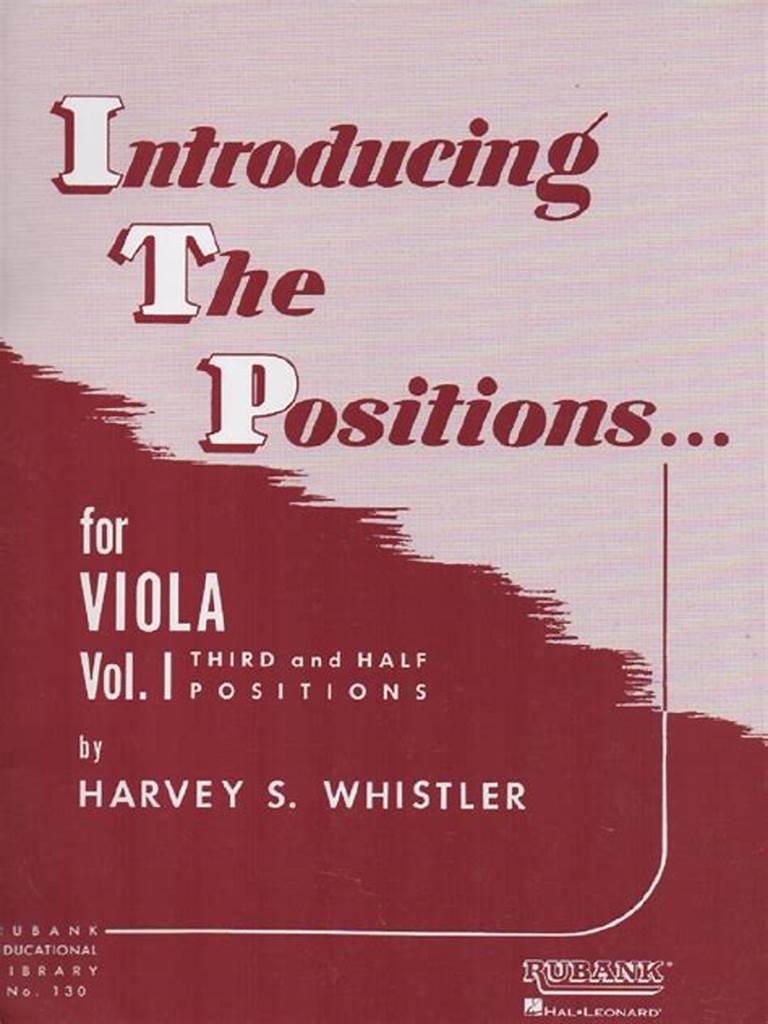 Introducing
The
Positions...
for
VIOLA
Vol. I THIRD and HALF
POSITIONS
by
HARVEY S. WHISTLER
UBANK
DUCATIONAL
IBRARY
No. 130
RUBANK®
HAL•LEONARD®